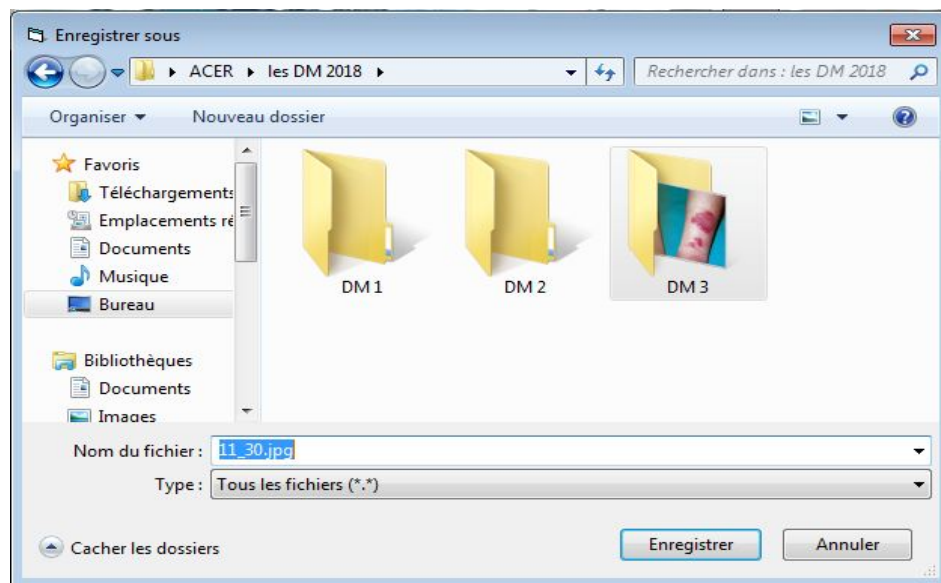 Enregistrer sous
ACER ▸ les DM 2018 ▸
Rechercher dans : les DM 2018
Organiser
Nouveau dossier
Favoris
Téléchargements
Emplacements ré
Documents
Musique
Bureau
Bibliothèques
Documents
Images
DM 1
DM 2
DM 3
Nom du fichier : 11_30.jpg
Type : Tous les fichiers (*.*)
Cacher les dossiers
Enregistrer
Annuler